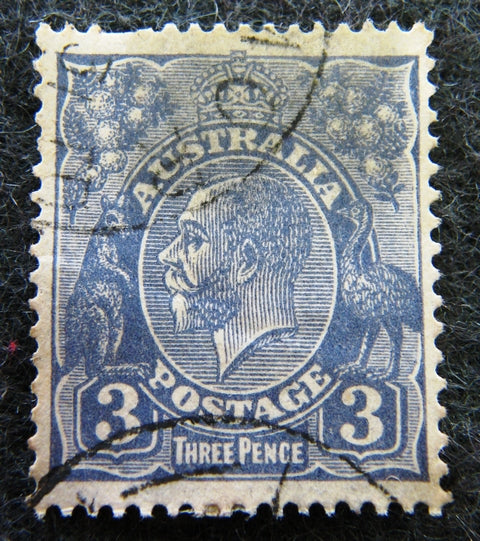 AUSTRALIA
POSTAGE
3 3
THREE PENCE